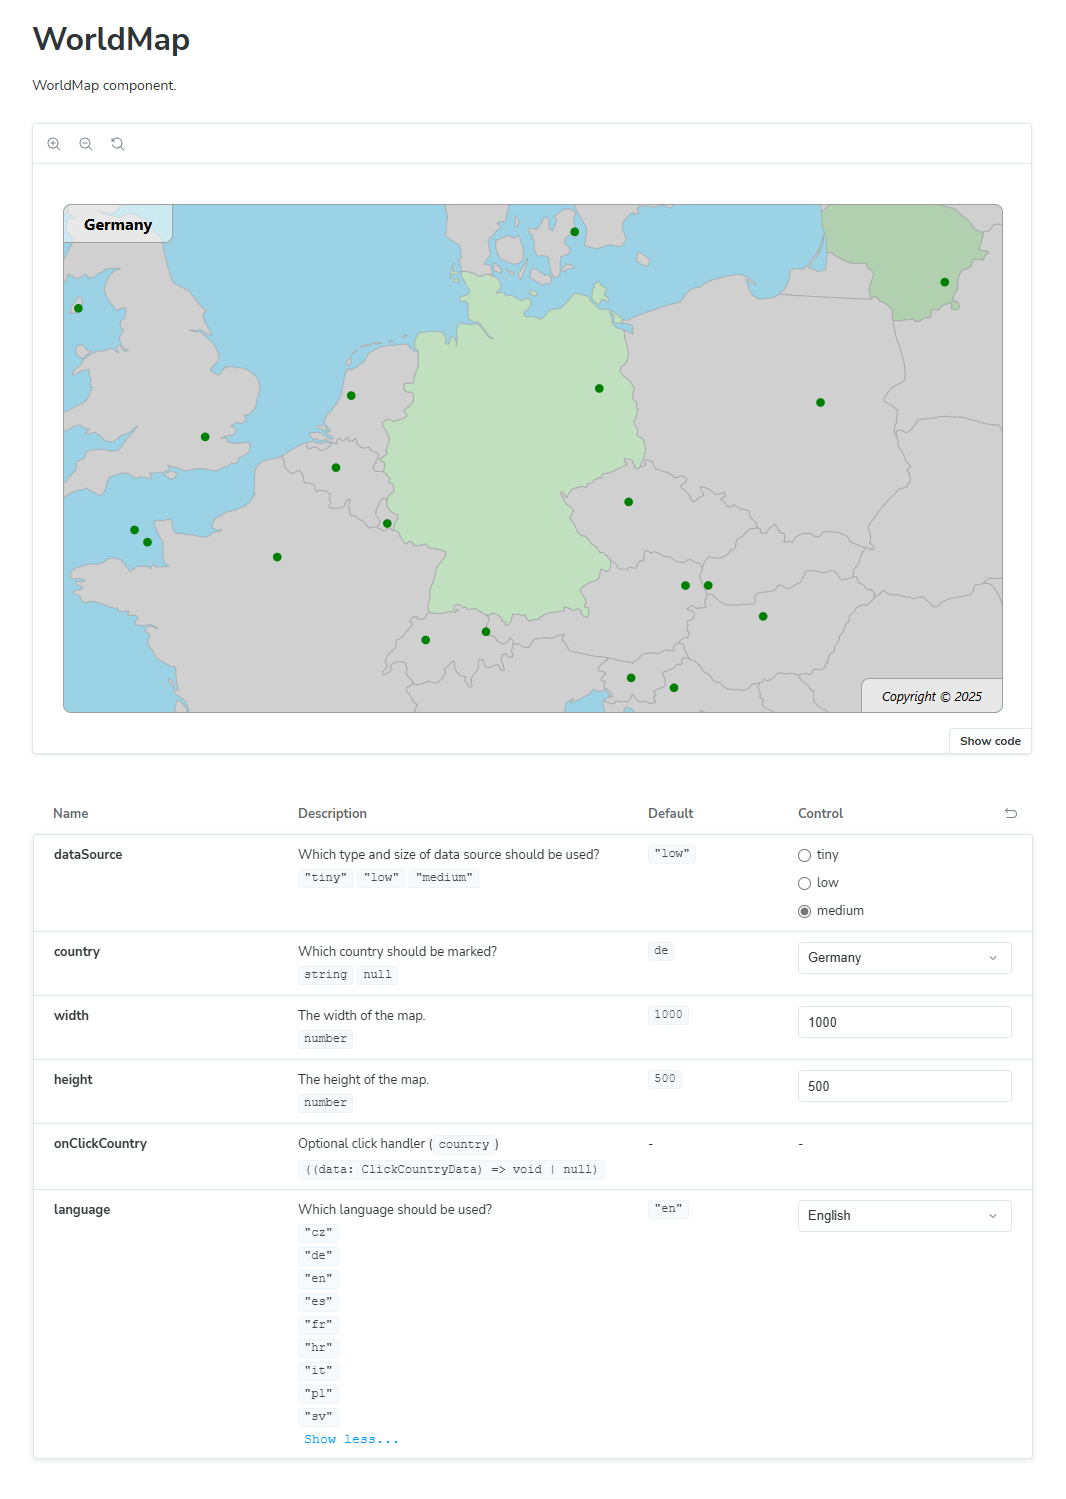 WorldMap
WorldMap component.
Germany
Copyright © 2025
Show code
Name Description Default Control
dataSource Which type and size of data source should be used? "low" tiny
"tiny" "low" "medium" low
medium
country Which country should be marked? de Germany
string null
width The width of the map. 1000 1000
number
height The height of the map. 500 500
number
onClickCountry Optional click handler ( country ) - -
((data: ClickCountryData) => void | null)
language Which language should be used? "en" English
"cz"
"de"
"en"
"es"
"fr"
"hr"
"it"
"pl"
"sv"
Show less...